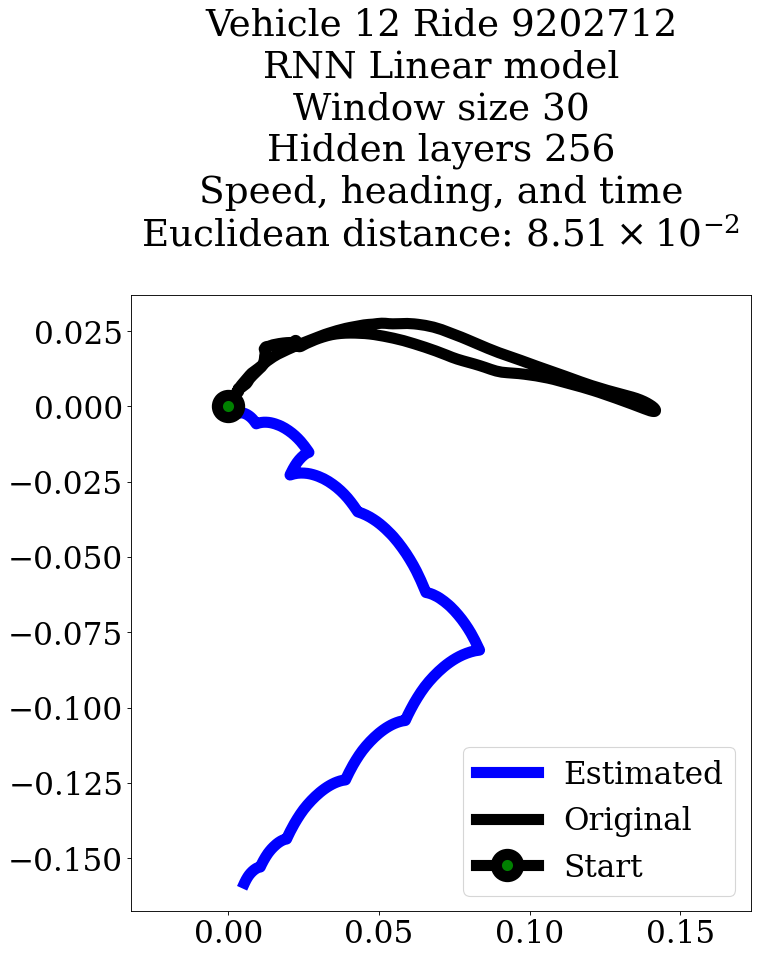 Vehicle 12 Ride 9202712
RNN Linear model
Window size 30
Hidden layers 256
Speed, heading, and time
Euclidean distance: 8.51 × 10⁻²
0.025
0.000
−0.025
−0.050
−0.075
−0.100
−0.125
−0.150
Estimated
Original
Start
0.00 0.05 0.10 0.15